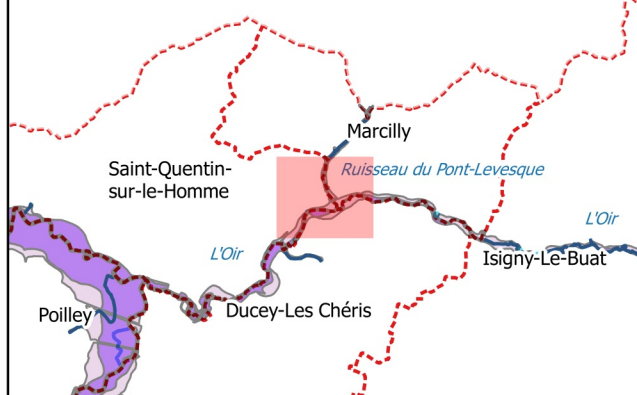 Marcilly
Saint-Quentin-
sur-le-Homme
Ruisseau du Pont-Levesque
L'Oir
L'Oir
Isigny-Le-Buat
Poilley
Ducey-Les Chéris